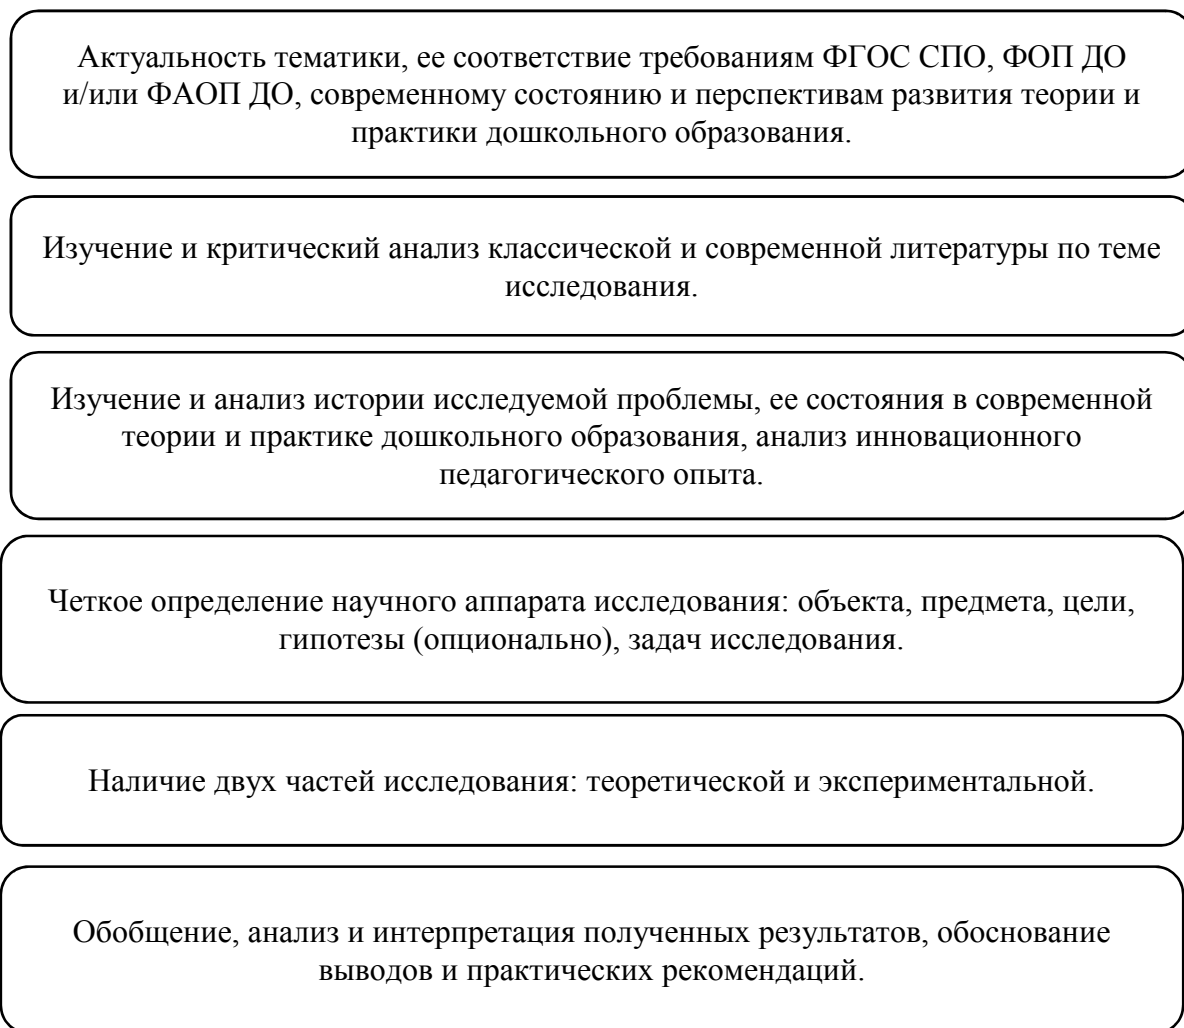 Актуальность тематики, ее соответствие требованиям ФГОС СПО, ФОП ДО
и/или ФАОП ДО, современному состоянию и перспективам развития теории и
практики дошкольного образования.
Изучение и критический анализ классической и современной литературы по теме
исследования.
Изучение и анализ истории исследуемой проблемы, ее состояния в современной
теории и практике дошкольного образования, анализ инновационного
педагогического опыта.
Четкое определение научного аппарата исследования: объекта, предмета, цели,
гипотезы (опционально), задач исследования.
Наличие двух частей исследования: теоретической и экспериментальной.
Обобщение, анализ и интерпретация полученных результатов, обоснование
выводов и практических рекомендаций.